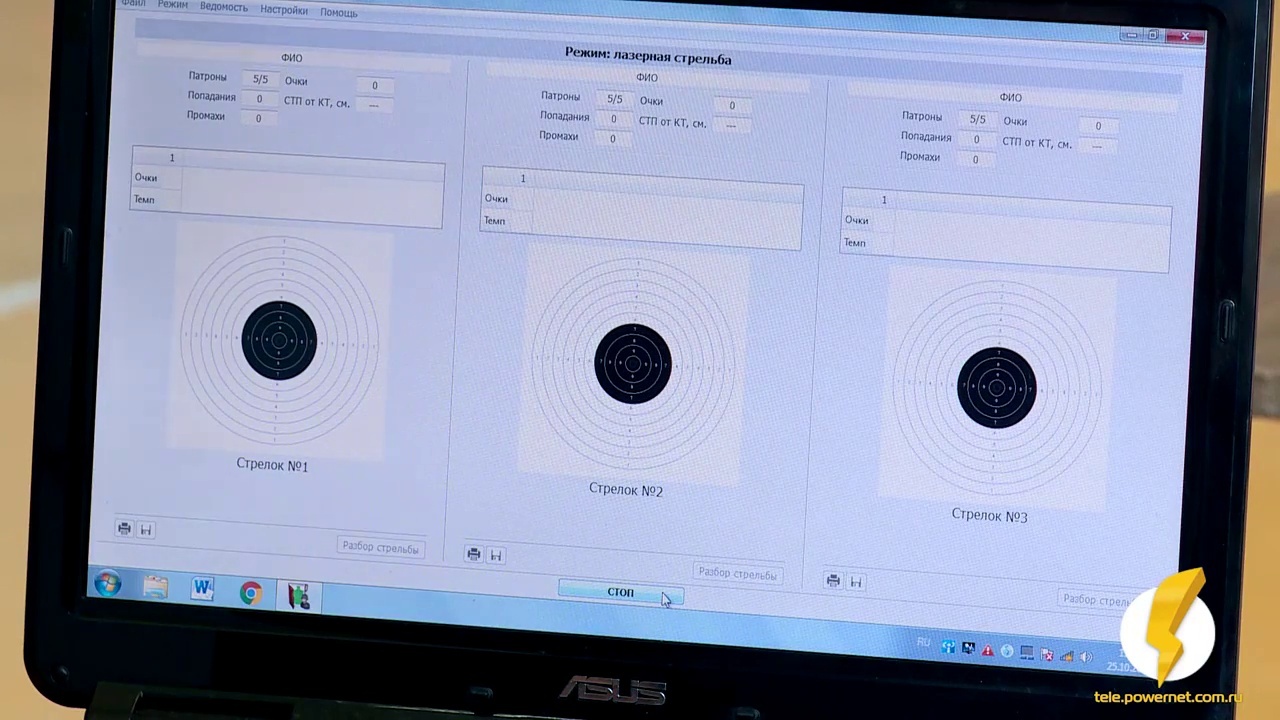 Файл Режим Ведомость Настройки Помощь
Режим: лазерная стрельба
ФИО
Патроны 5/5 Очки 0
Попадания 0 СТП от КТ, см. ---
Промахи 0
1
Очки
Темп
Стрелок №1
Разбор стрельбы
ФИО
Патроны 5/5 Очки 0
Попадания 0 СТП от КТ, см. ---
Промахи 0
1
Очки
Темп
Стрелок №2
Разбор стрельбы
ФИО
Патроны 5/5 Очки 0
Попадания 0 СТП от КТ, см. ---
Промахи 0
1
Очки
Темп
Стрелок №3
Разбор
СТОП
RU
25.10
ASUS
tele.powernet.com.ru